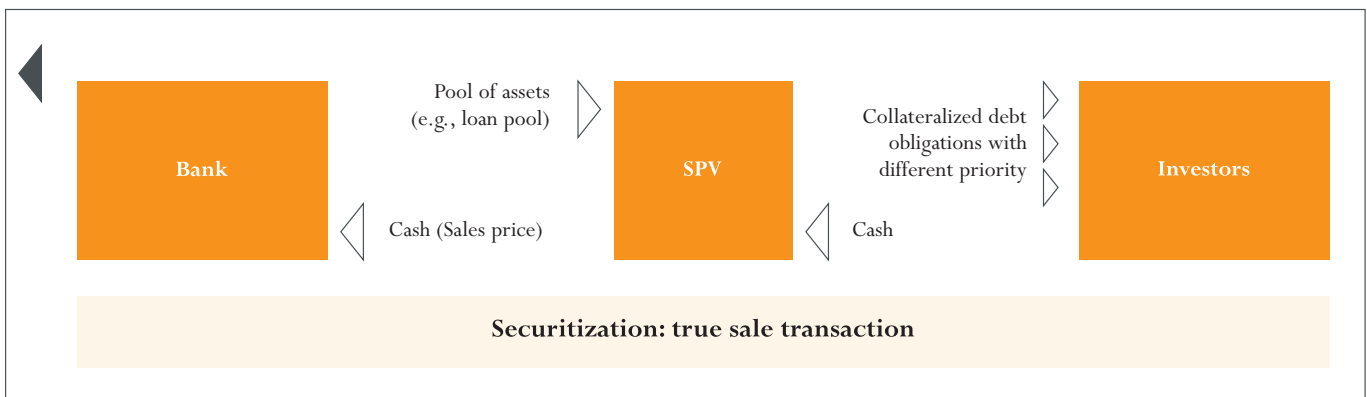 Pool of assets
(e.g., loan pool)
Collateralized debt
obligations with
different priority
Bank
SPV
Investors
Cash (Sales price)
Cash
Securitization: true sale transaction